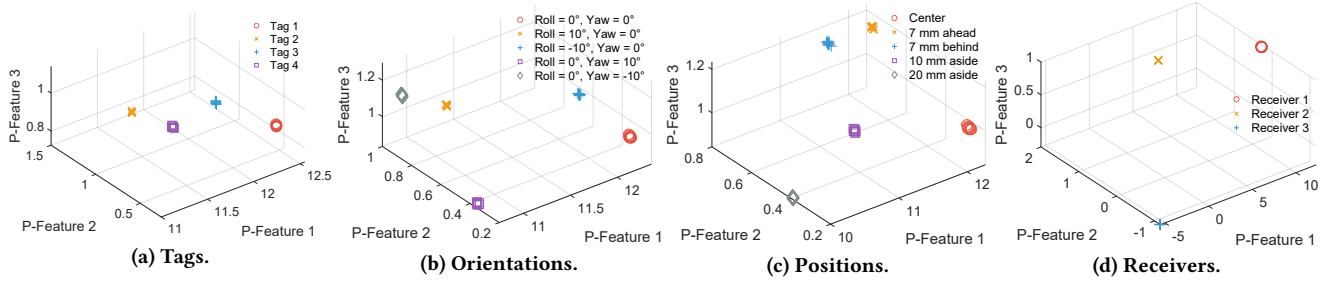 Tag 1
Tag 2
Tag 3
Tag 4
P-Feature 3
1
0.8
1.5
1
0.5
11
11.5
12
12.5
P-Feature 2
P-Feature 1
(a) Tags.
Roll = 0°, Yaw = 0°
Roll = 10°, Yaw = 0°
Roll = -10°, Yaw = 0°
Roll = 0°, Yaw = 10°
Roll = 0°, Yaw = -10°
P-Feature 3
1.2
1
1
0.8
0.6
0.4
0.2
11
11.5
12
P-Feature 2
P-Feature 1
(b) Orientations.
Center
7 mm ahead
7 mm behind
10 mm aside
20 mm aside
P-Feature 3
1.2
1
0.8
0.6
0.4
0.2
10
11
12
P-Feature 2
P-Feature 1
(c) Positions.
Receiver 1
Receiver 2
Receiver 3
P-Feature 3
1
0.5
0
2
1
0
-1
-5
0
5
10
P-Feature 2
P-Feature 1
(d) Receivers.